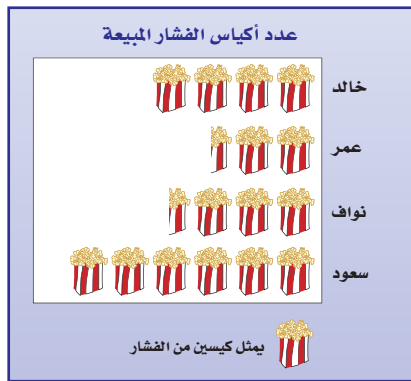 عدد أكياس الفشار المبيعة
خالد
عمر
نواف
سعود
يمثل كيسين من الفشار